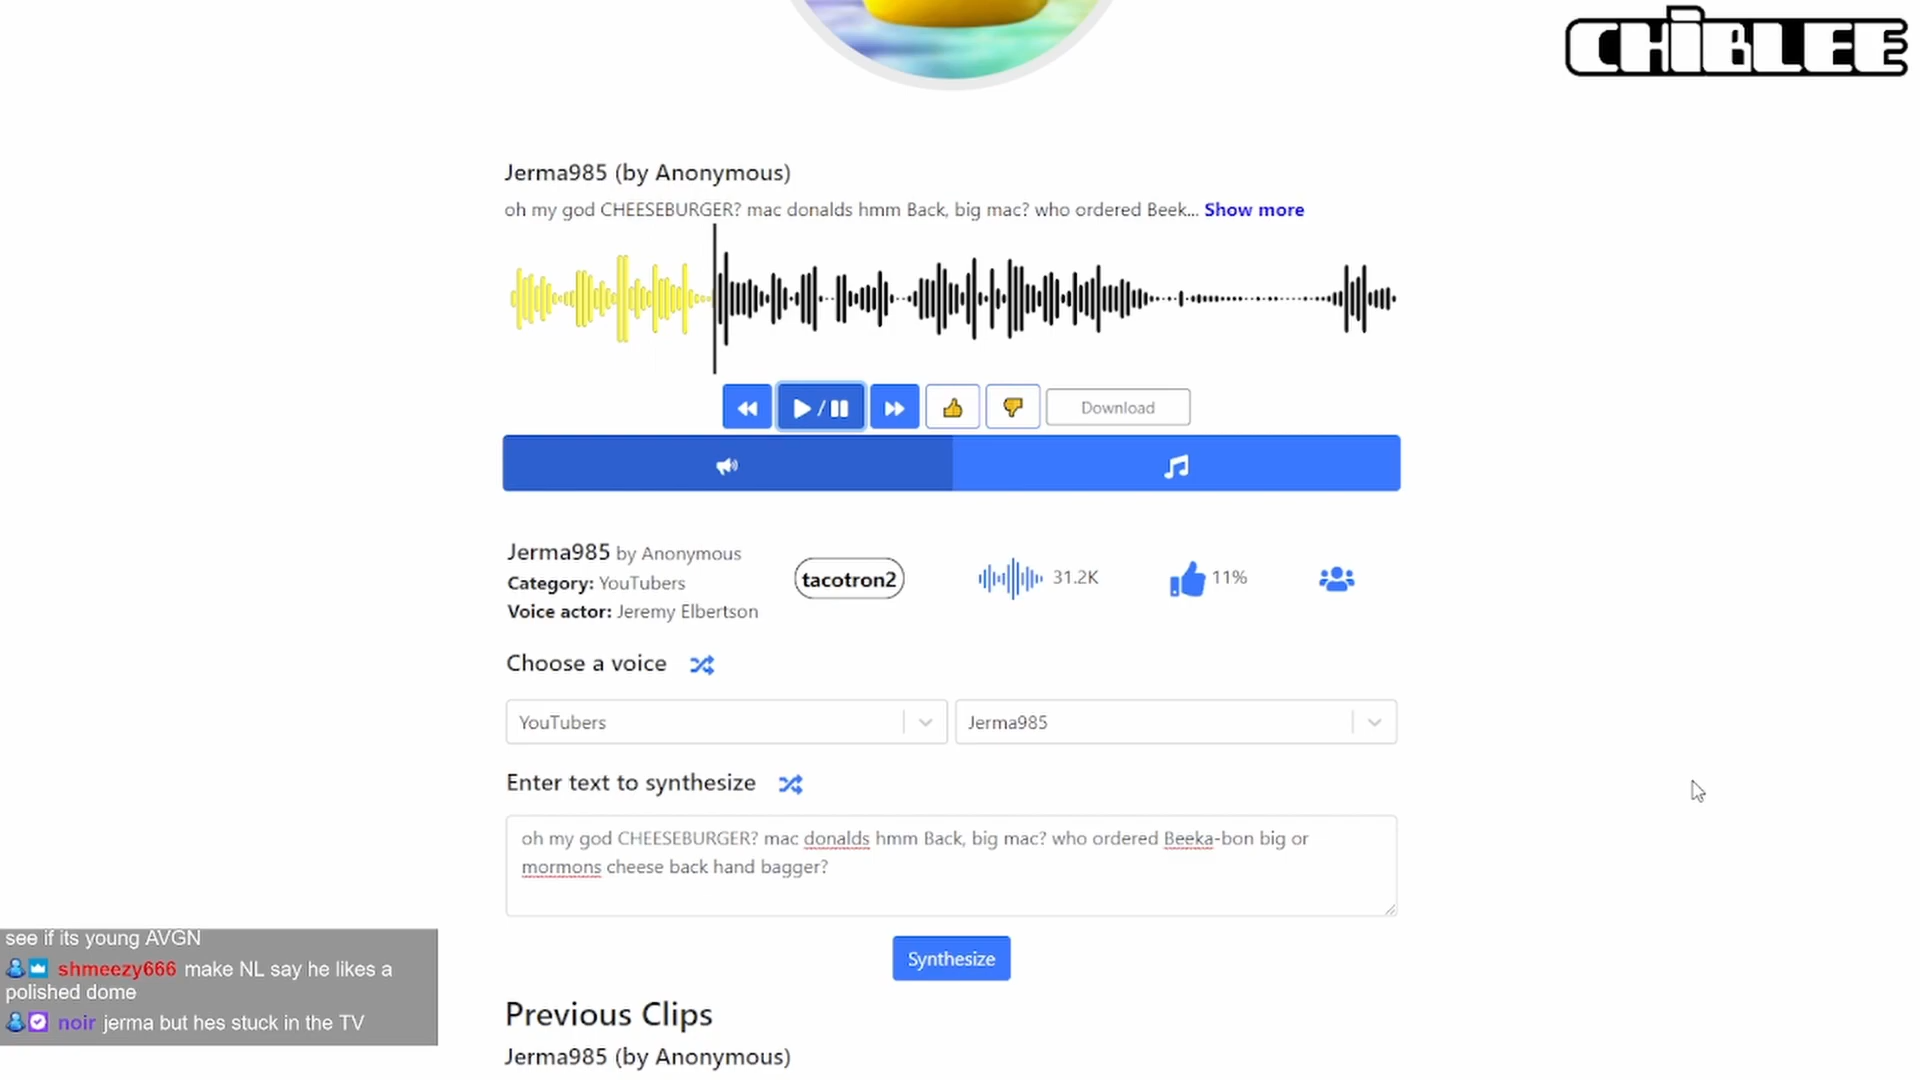 CHiBLEE
Jerma985 (by Anonymous)
oh my god CHEESEBURGER? mac donalds hmm Back, big mac? who ordered Beek... Show more
/
Download
Jerma985 by Anonymous
Category: YouTubers
Voice actor: Jeremy Elbertson
tacotron2
31.2K
11%
Choose a voice
YouTubers
Jerma985
Enter text to synthesize
oh my god CHEESEBURGER? mac donalds hmm Back, big mac? who ordered Beeka-bon big or
mormons cheese back hand bagger?
Synthesize
see if its young AVGN
shmeezy666 make NL say he likes a
polished dome
noir jerma but hes stuck in the TV
Previous Clips
Jerma985 (by Anonymous)